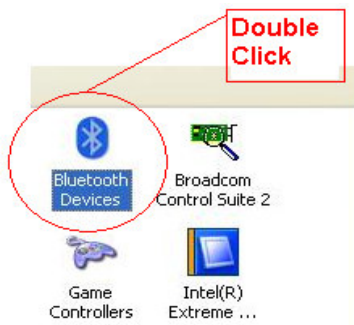 Double
Click
Bluetooth
Devices
Broadcom
Control Suite 2
Game
Controllers
Intel(R)
Extreme ...